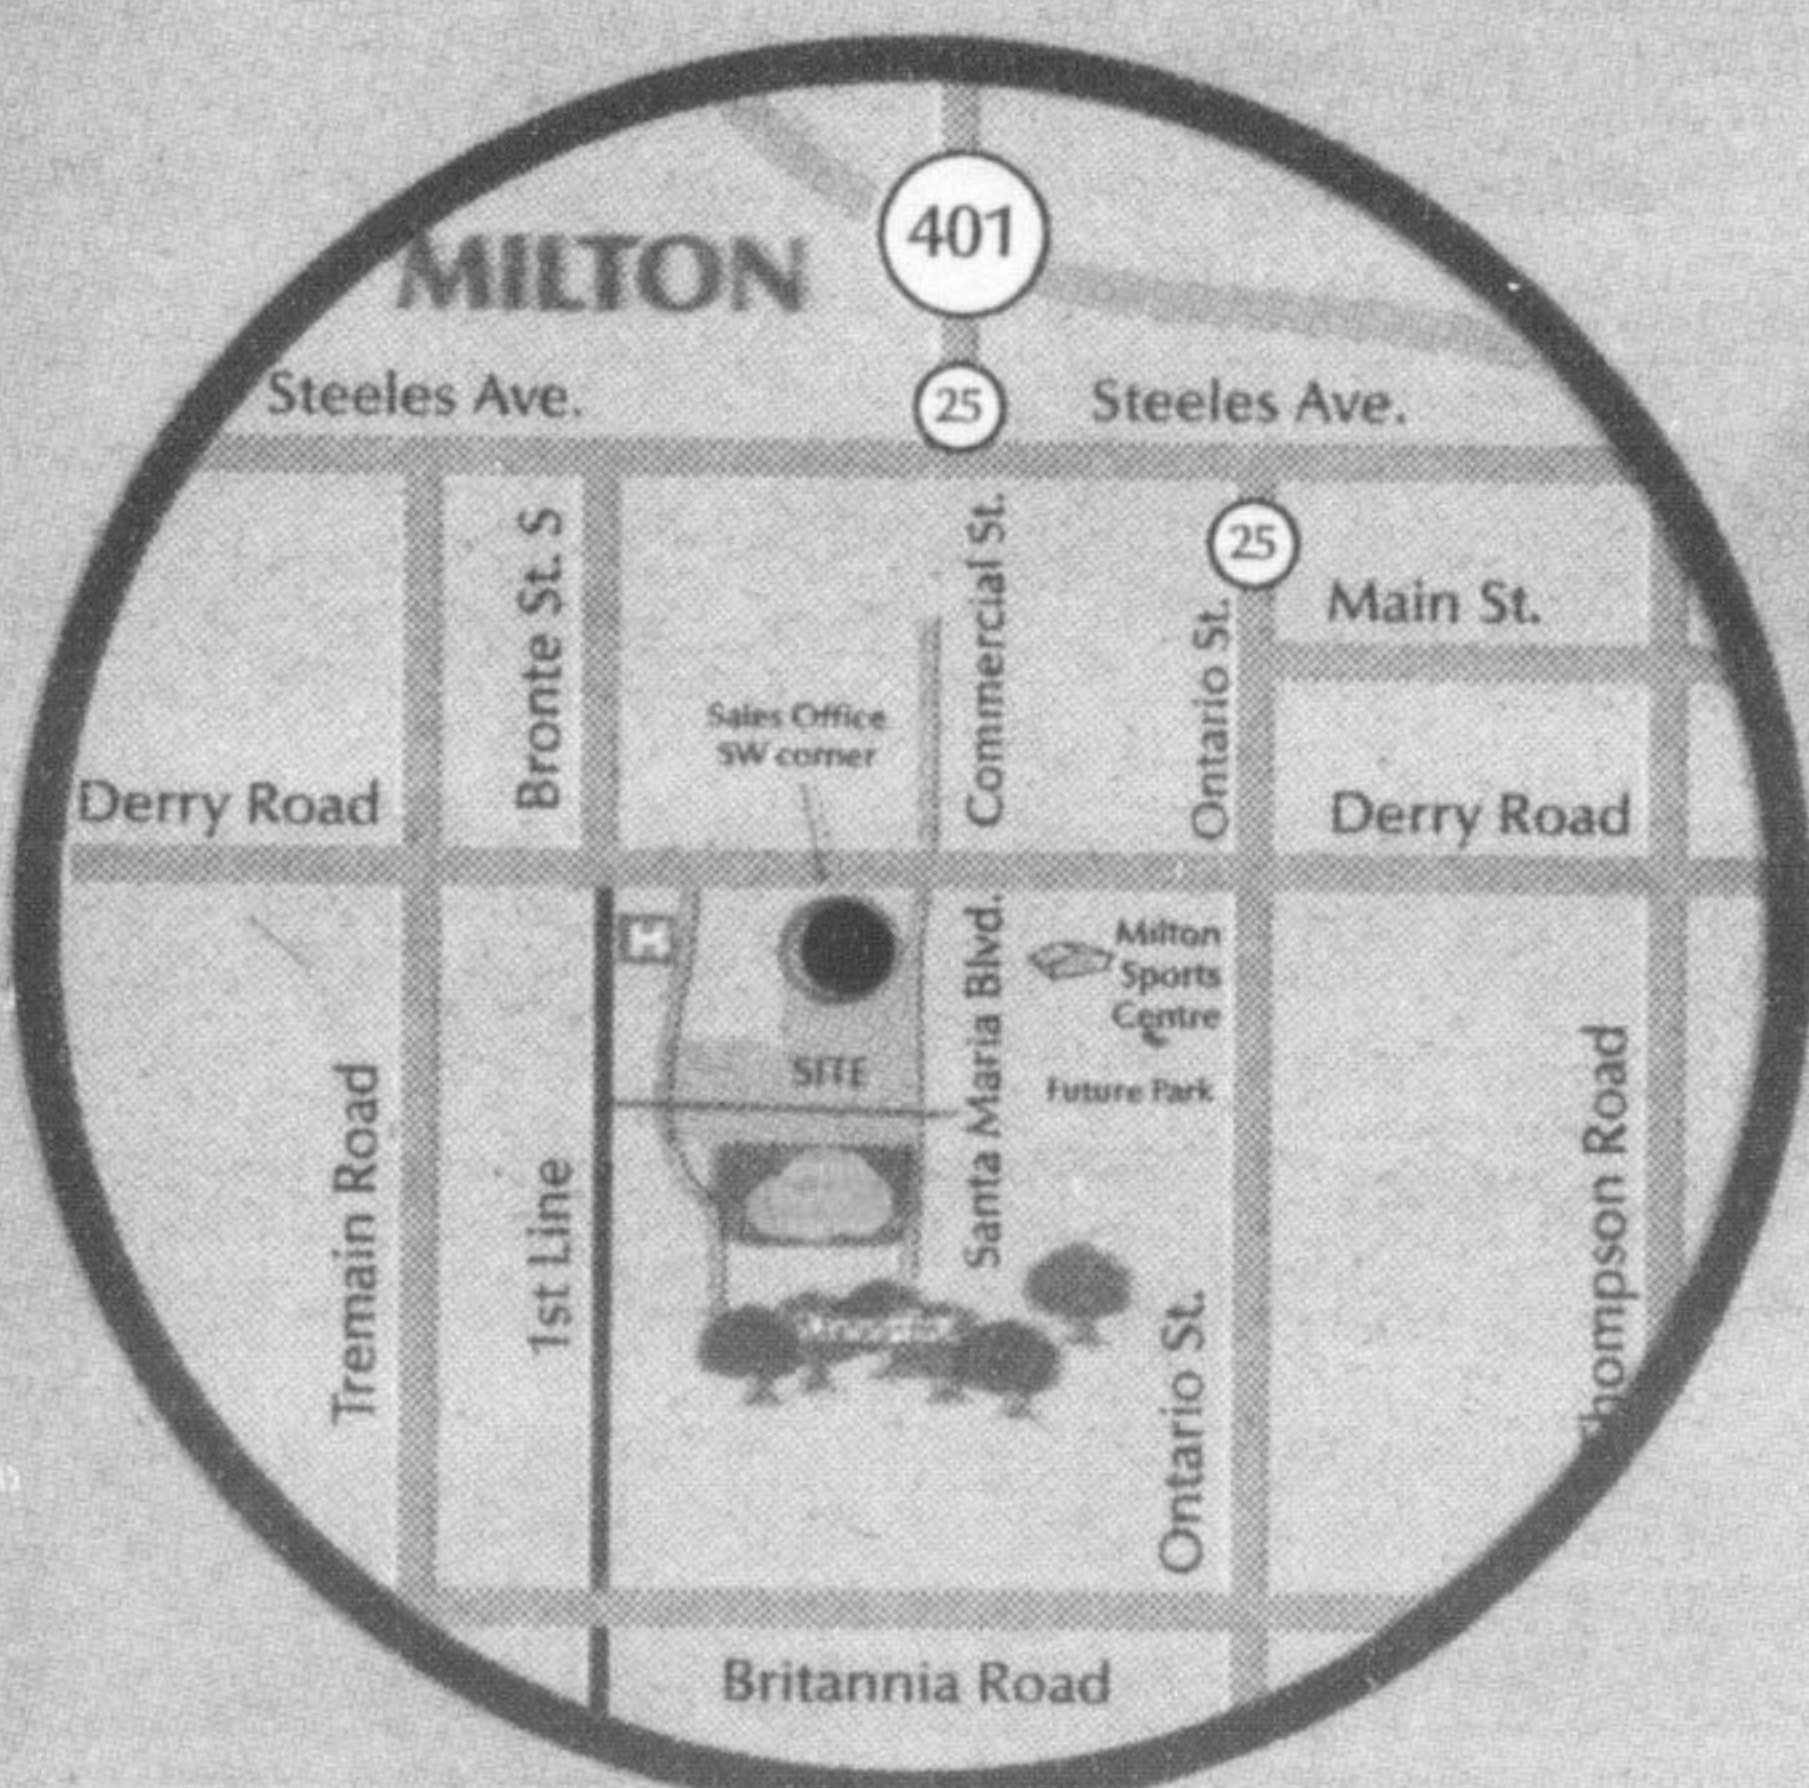 401
MILTON
Steeles Ave.
25
Steeles Ave.
Bronte St. S
Commercial St.
25
Ontario St.
Main St.
Sales Office
SW corner
Derry Road
Derry Road
H
Santa Maria Blvd.
Milton
Sports
Centre
SITE
Future Park
Tremain Road
1st Line
Thompson Road
Ontario St.
Britannia Road